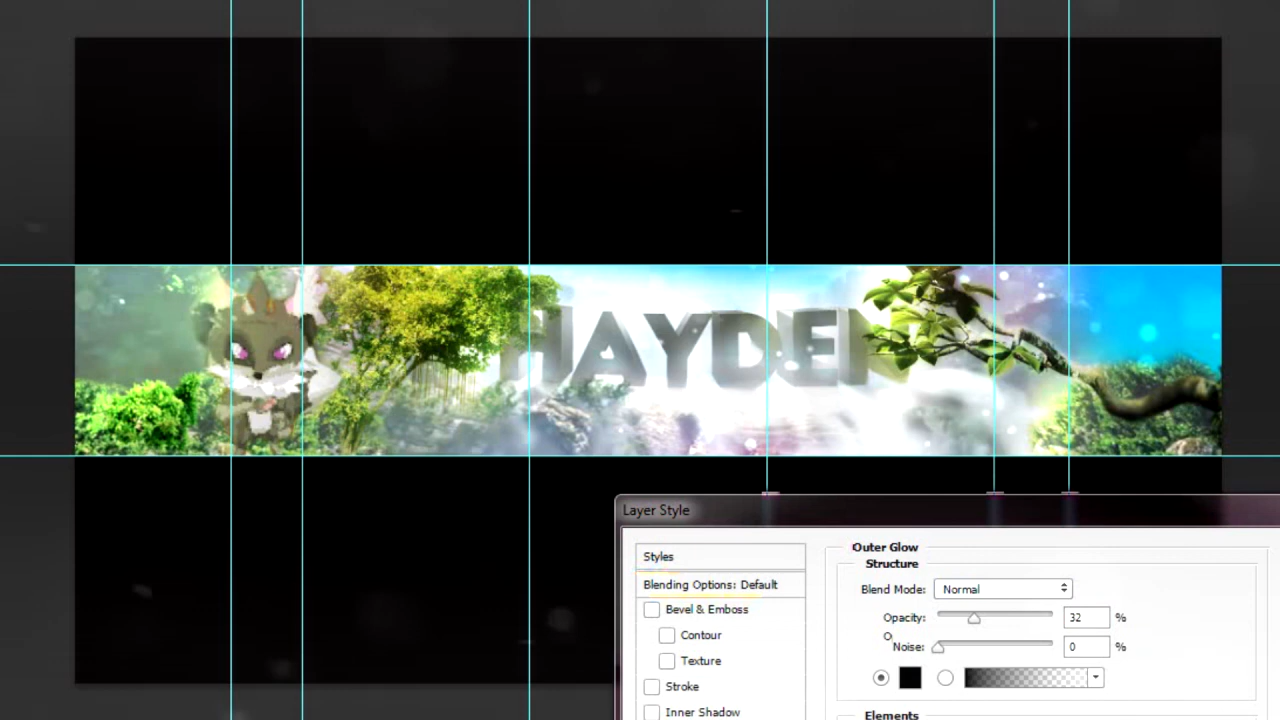 HAYDEN
Layer Style
Styles
Blending Options: Default
Bevel & Emboss
Contour
Texture
Stroke
Inner Shadow
Outer Glow
Structure
Blend Mode: Normal
Opacity: 32 %
Noise: 0 %
Elements